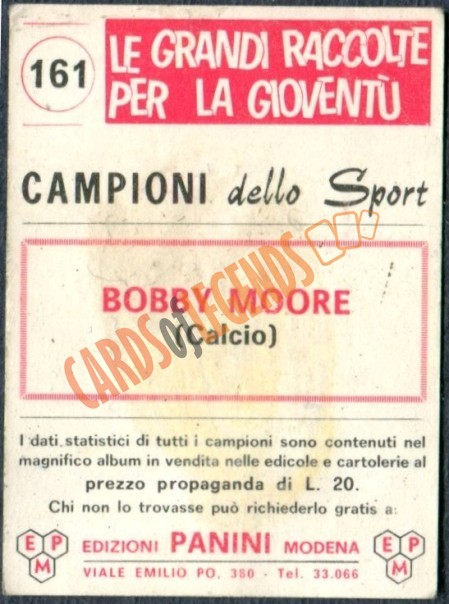 161
LE GRANDI RACCOLTE
PER LA GIOVENTÙ
CAMPIONI dello Sport
BOBBY MOORE
(Calcio)
CARDS of LEGENDS
I dati statistici di tutti i campioni sono contenuti nel
magnifico album in vendita nelle edicole e cartolerie al
prezzo propaganda di L. 20.
Chi non lo trovasse può richiederlo gratis a:
EPM EDIZIONI PANINI MODENA EPM
VIALE EMILIO PO, 380 - Tel. 33.066